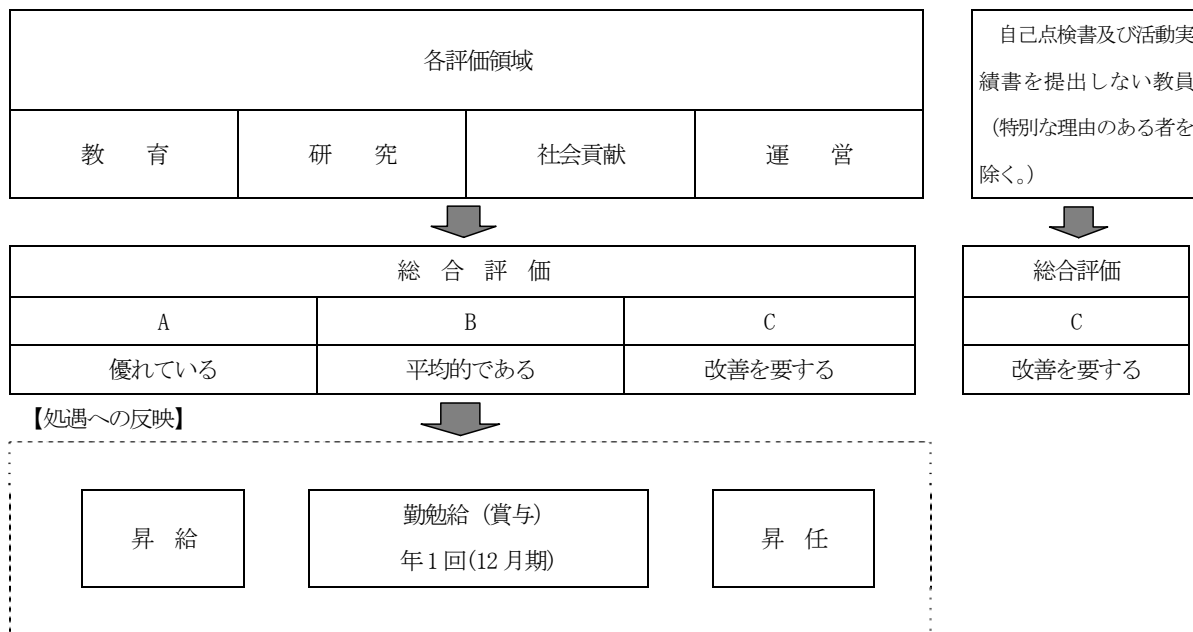 各評価領域
教　育
研　究
社会貢献
運　営
自己点検書及び活動実
績書を提出しない教員
（特別な理由のある者を
除く。）
総　合　評　価
A
B
C
優れている
平均的である
改善を要する
総合評価
C
改善を要する
【処遇への反映】
昇　給
勤勉給（賞与）
年１回(12月期)
昇　任